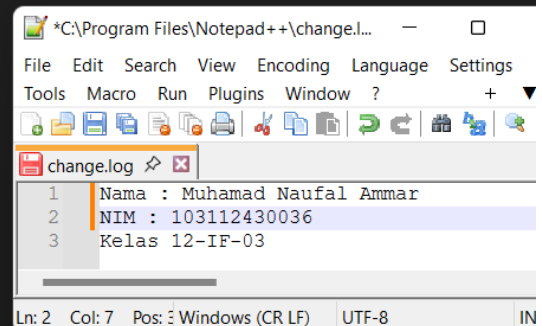 *C:\Program Files\Notepad++\change.l...
File Edit Search View Encoding Language Settings
Tools Macro Run Plugins Window ? + ▼
change.log
1 Nama : Muhamad Naufal Ammar
2 NIM : 103112430036
3 Kelas 12-IF-03
Ln: 2 Col: 7 Pos: Windows (CR LF) UTF-8 IN